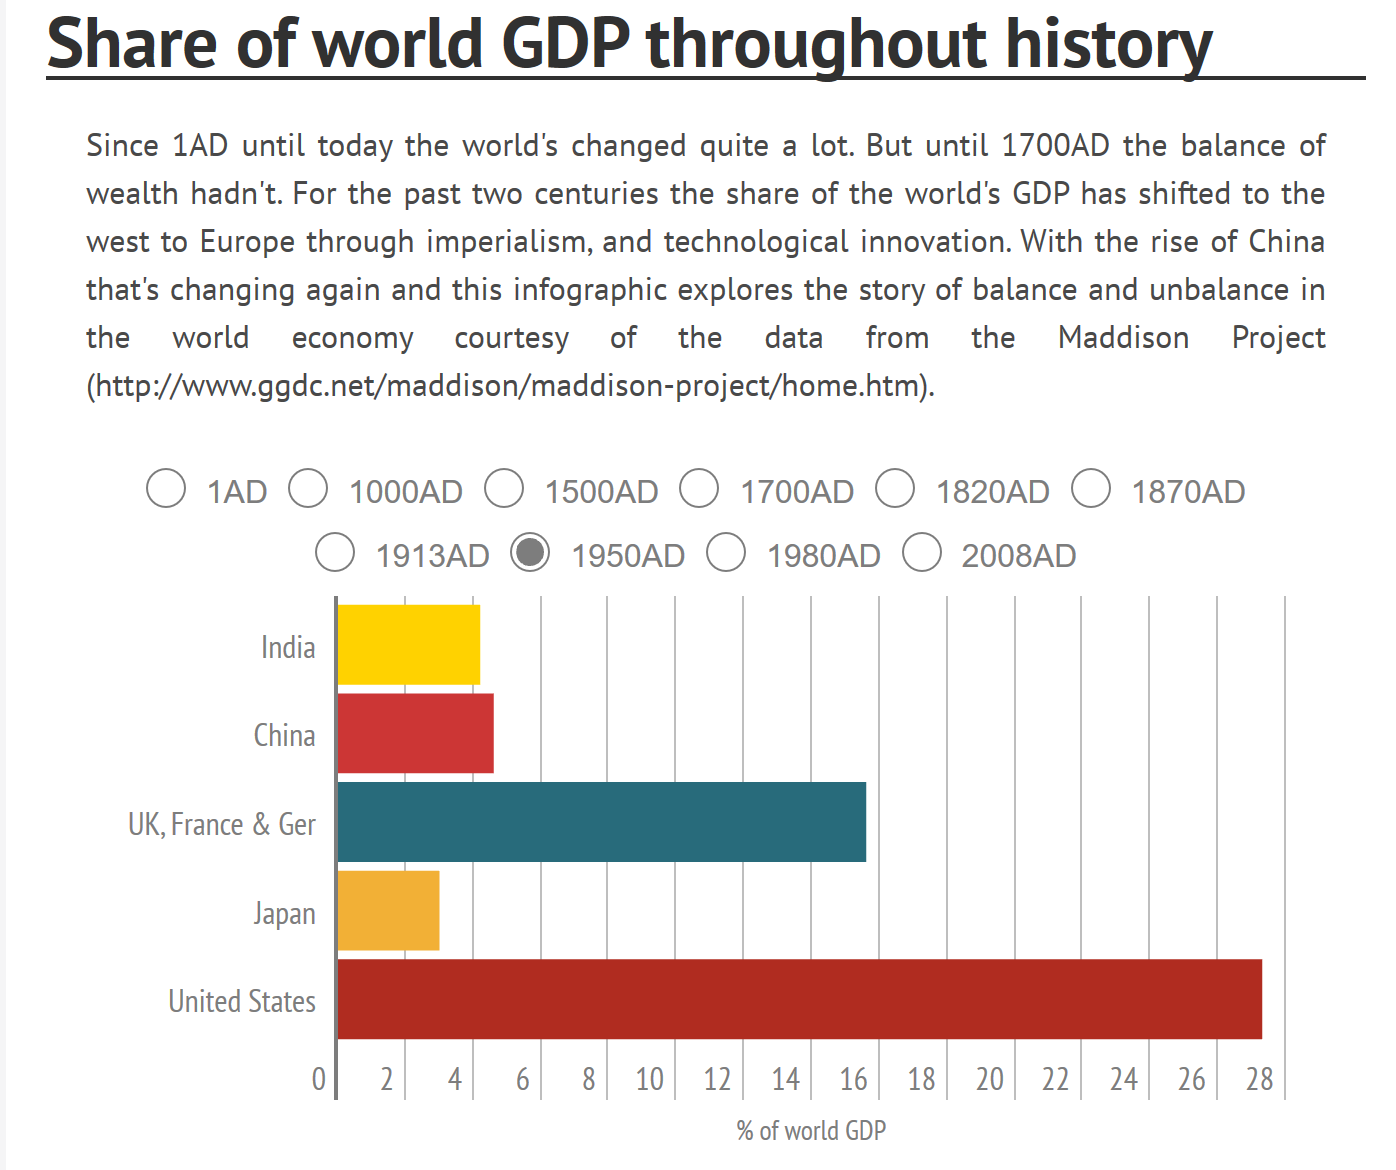 Share of world GDP throughout history
Since 1AD until today the world's changed quite a lot. But until 1700AD the balance of
wealth hadn't. For the past two centuries the share of the world's GDP has shifted to the
west to Europe through imperialism, and technological innovation. With the rise of China
that's changing again and this infographic explores the story of balance and unbalance in
the world economy courtesy of the data from the Maddison Project
(http://www.ggdc.net/maddison/maddison-project/home.htm).
1AD 1000AD 1500AD 1700AD 1820AD 1870AD
1913AD 1950AD 1980AD 2008AD
India
China
UK, France & Ger
Japan
United States
0 2 4 6 8 10 12 14 16 18 20 22 24 26 28
% of world GDP